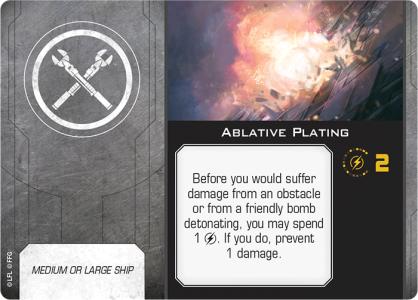 ABLATIVE PLATING
2
Before you would suffer
damage from an obstacle
or from a friendly bomb
detonating, you may spend
1 . If you do, prevent
1 damage.
MEDIUM OR LARGE SHIP
© LFL © FFG